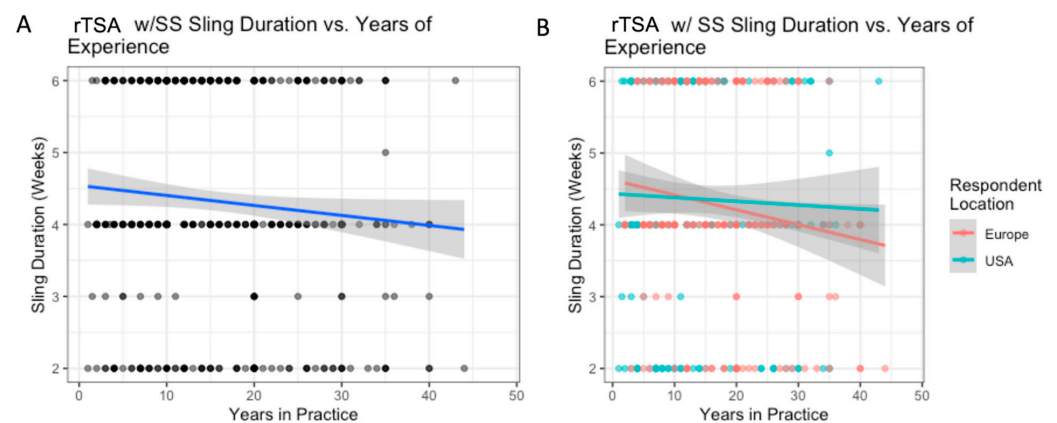 A
rTSA w/SS Sling Duration vs. Years of
Experience
Sling Duration (Weeks)
6
5
4
3
2
0 10 20 30 40 50
Years in Practice
B
rTSA w/ SS Sling Duration vs. Years of
Experience
Sling Duration (Weeks)
6
5
4
3
2
0 10 20 30 40 50
Years in Practice
Respondent
Location
Europe
USA